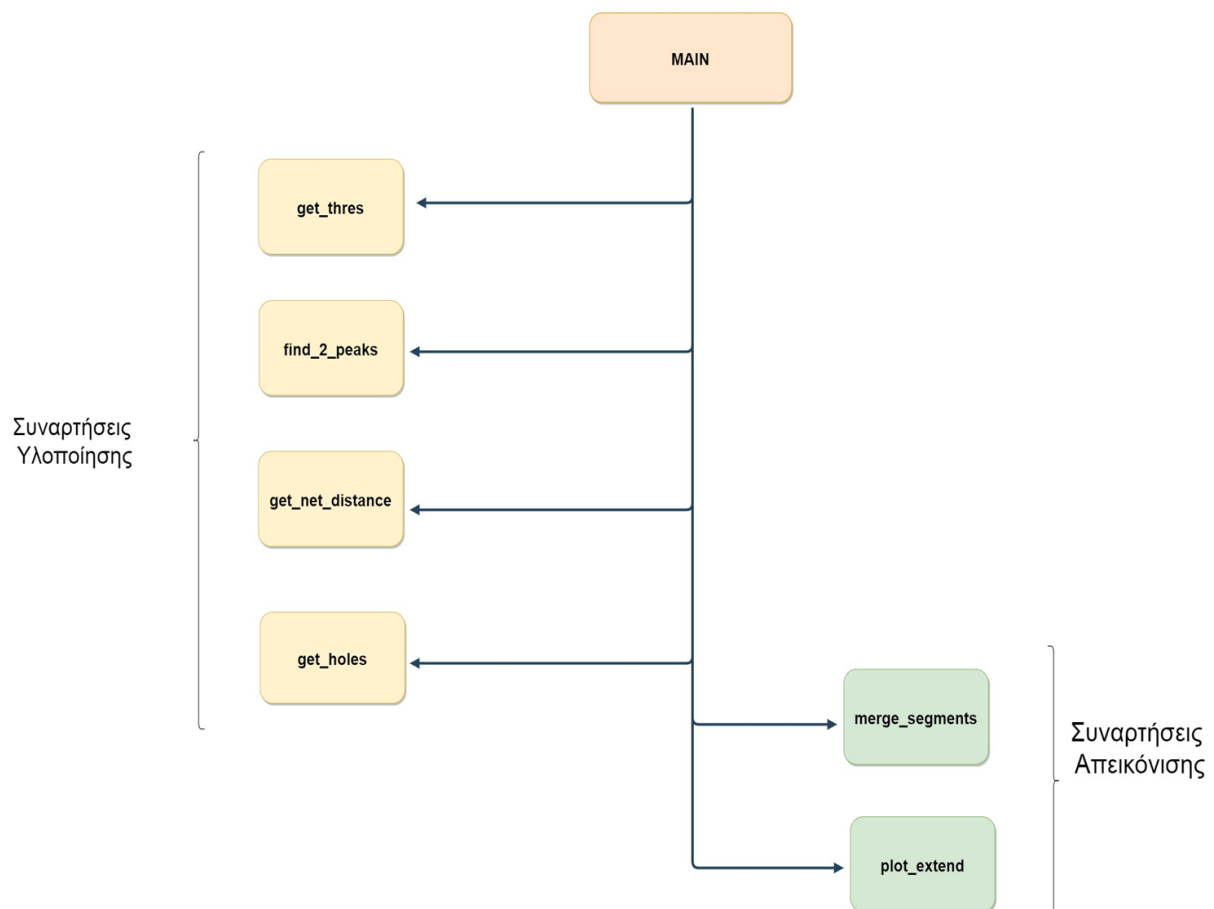 MAIN
get_thres
find_2_peaks
Συναρτήσεις
Υλοποίησης
get_net_distance
get_holes
merge_segments
Συναρτήσεις
Απεικόνισης
plot_extend